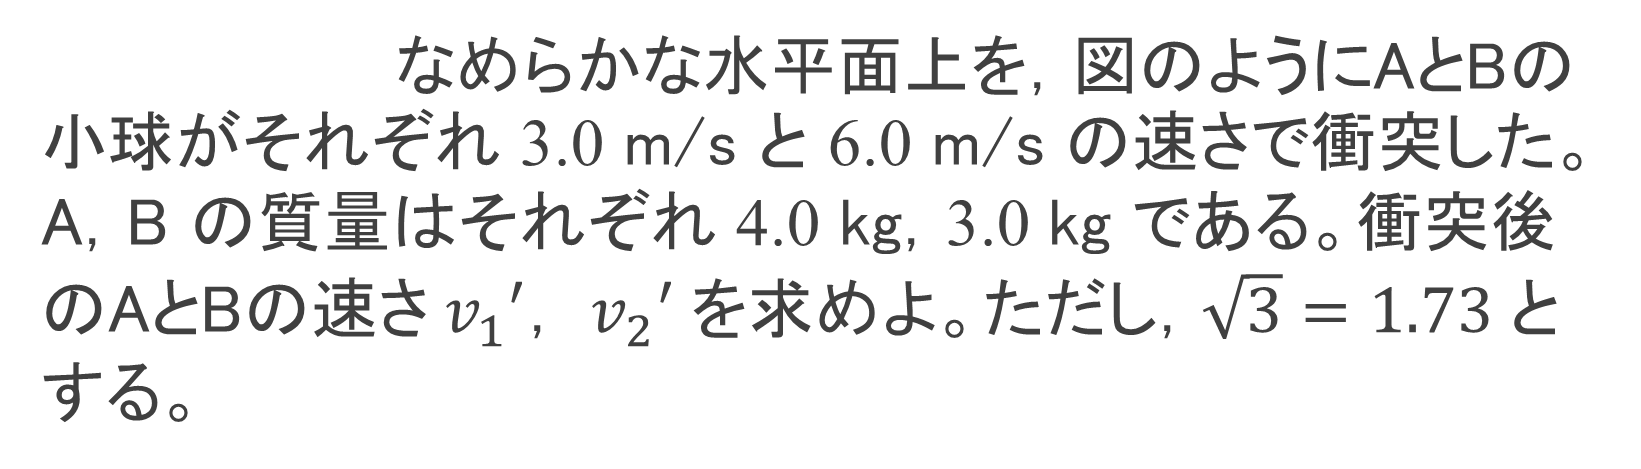 なめらかな水平面上を, 図のようにAとBの
小球がそれぞれ 3.0 m/s と 6.0 m/s の速さで衝突した。
A, B の質量はそれぞれ 4.0 kg, 3.0 kg である。衝突後
のAとBの速さ v₁′, v₂′ を求めよ。ただし, √3 = 1.73 と
する。